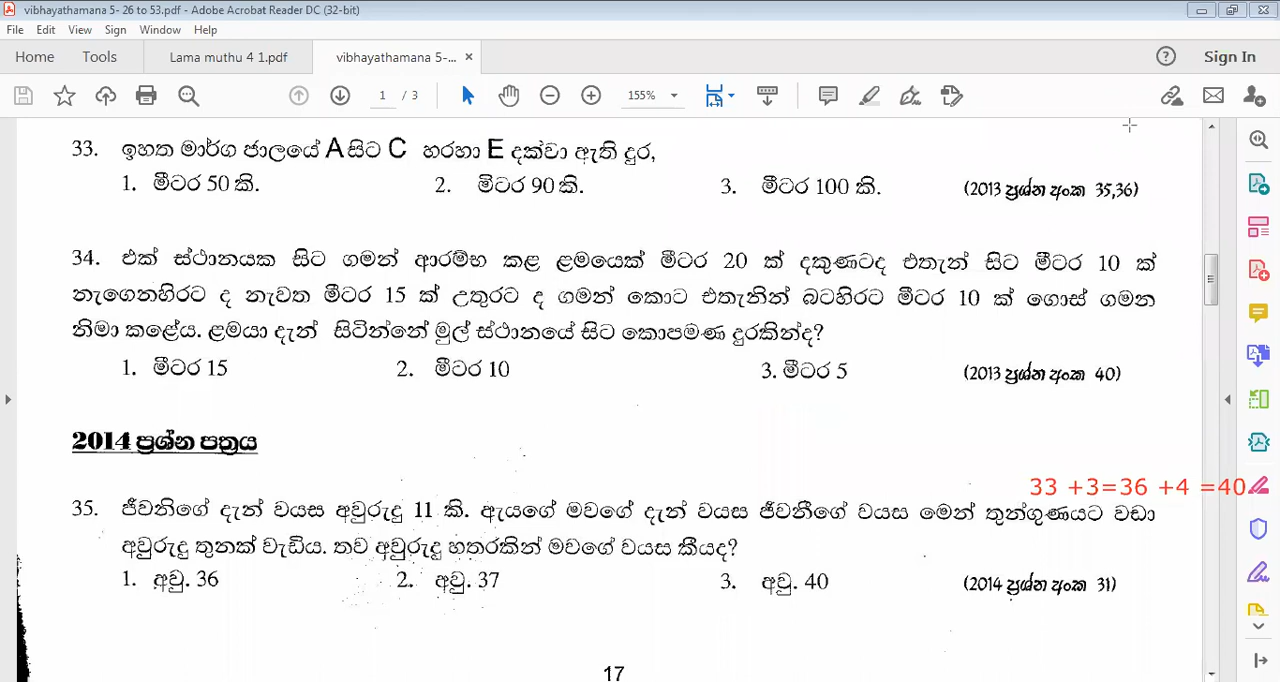 vibhayathamana 5- 26 to 53.pdf - Adobe Acrobat Reader DC (32-bit)
File Edit View Sign Window Help
Home Tools Lama muthu 4 1.pdf vibhayathamana 5-... × Sign In
1 / 3 155%
33. ඉහත මාර්ග ජාලයේ A සිට C හරහා E දක්වා ඇති දුර,
1. මීටර 50 කි. 2. මීටර 90 කි. 3. මීටර 100 කි. (2013 ප්‍රශ්න අංක 35,36)
34. එක් ස්ථානයක සිට ගමන් ආරම්භ කළ ළමයෙක් මීටර 20 ක් දකුණටද එතැන් සිට මීටර 10 ක්
නැගෙනහිරට ද නැවත මීටර 15 ක් උතුරට ද ගමන් කොට එතැනින් බටහිරට මීටර 10 ක් ගොස් ගමන
නිමා කළේය. ළමයා දැන් සිටින්නේ මුල් ස්ථානයේ සිට කොපමණ දුරකින්ද?
1. මීටර 15 2. මීටර 10 3. මීටර 5 (2013 ප්‍රශ්න අංක 40)
2014 ප්‍රශ්න පත්‍රය
33 +3=36 +4 =40
35. ජීවනිගේ දැන් වයස අවුරුදු 11 කි. ඇයගේ මවගේ දැන් වයස ජීවනීගේ වයස මෙන් තුන්ගුණයට වඩා
අවුරුදු තුනක් වැඩිය. තව අවුරුදු හතරකින් මවගේ වයස කීයද?
1. අවු. 36 2. අවු. 37 3. අවු. 40 (2014 ප්‍රශ්න අංක 31)
17